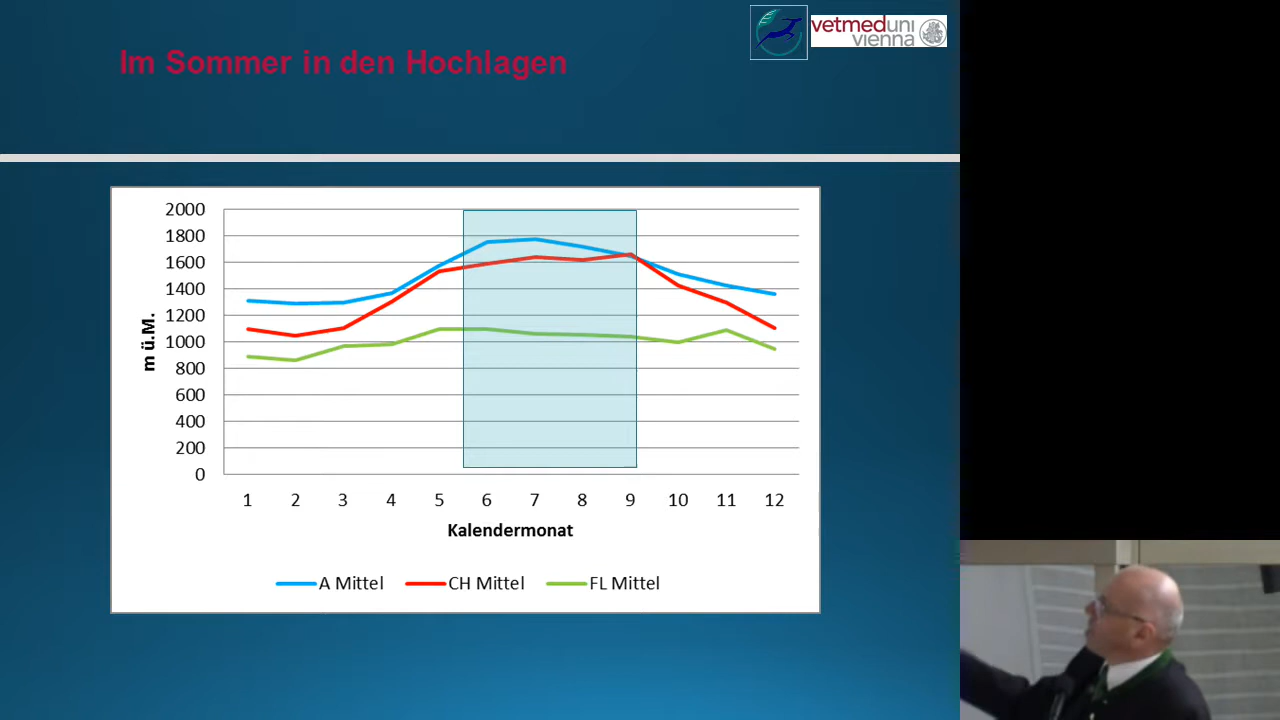 vetmeduni
vienna
Im Sommer in den Hochlagen
2000
1800
1600
1400
1200
1000
800
600
400
200
0
m ü.M.
1 2 3 4 5 6 7 8 9 10 11 12
Kalendermonat
A Mittel CH Mittel FL Mittel